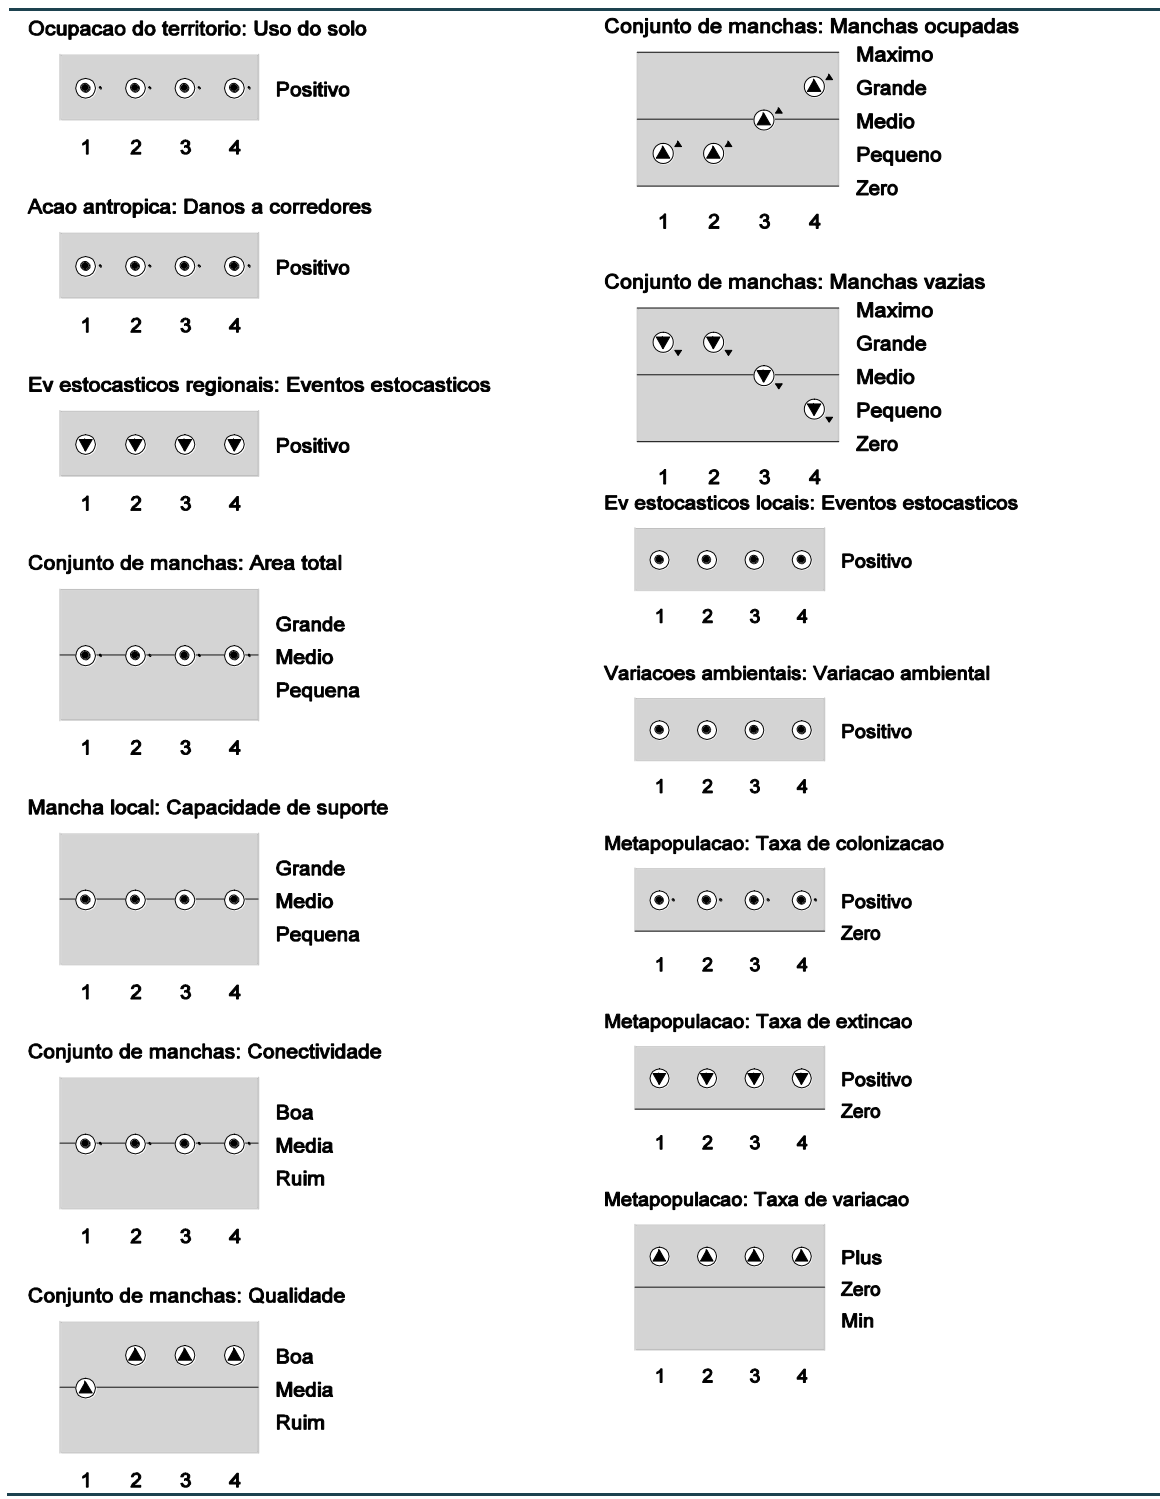 Ocupacao do territorio: Uso do solo
Positivo
1 2 3 4
Acao antropica: Danos a corredores
Positivo
1 2 3 4
Ev estocasticos regionais: Eventos estocasticos
Positivo
1 2 3 4
Conjunto de manchas: Area total
Grande
Medio
Pequena
1 2 3 4
Mancha local: Capacidade de suporte
Grande
Medio
Pequena
1 2 3 4
Conjunto de manchas: Conectividade
Boa
Media
Ruim
1 2 3 4
Conjunto de manchas: Qualidade
Boa
Media
Ruim
1 2 3 4
Conjunto de manchas: Manchas ocupadas
Maximo
Grande
Medio
Pequeno
Zero
1 2 3 4
Conjunto de manchas: Manchas vazias
Maximo
Grande
Medio
Pequeno
Zero
1 2 3 4
Ev estocasticos locais: Eventos estocasticos
Positivo
1 2 3 4
Variacoes ambientais: Variacao ambiental
Positivo
1 2 3 4
Metapopulacao: Taxa de colonizacao
Positivo
Zero
1 2 3 4
Metapopulacao: Taxa de extincao
Positivo
Zero
1 2 3 4
Metapopulacao: Taxa de variacao
Plus
Zero
Min
1 2 3 4